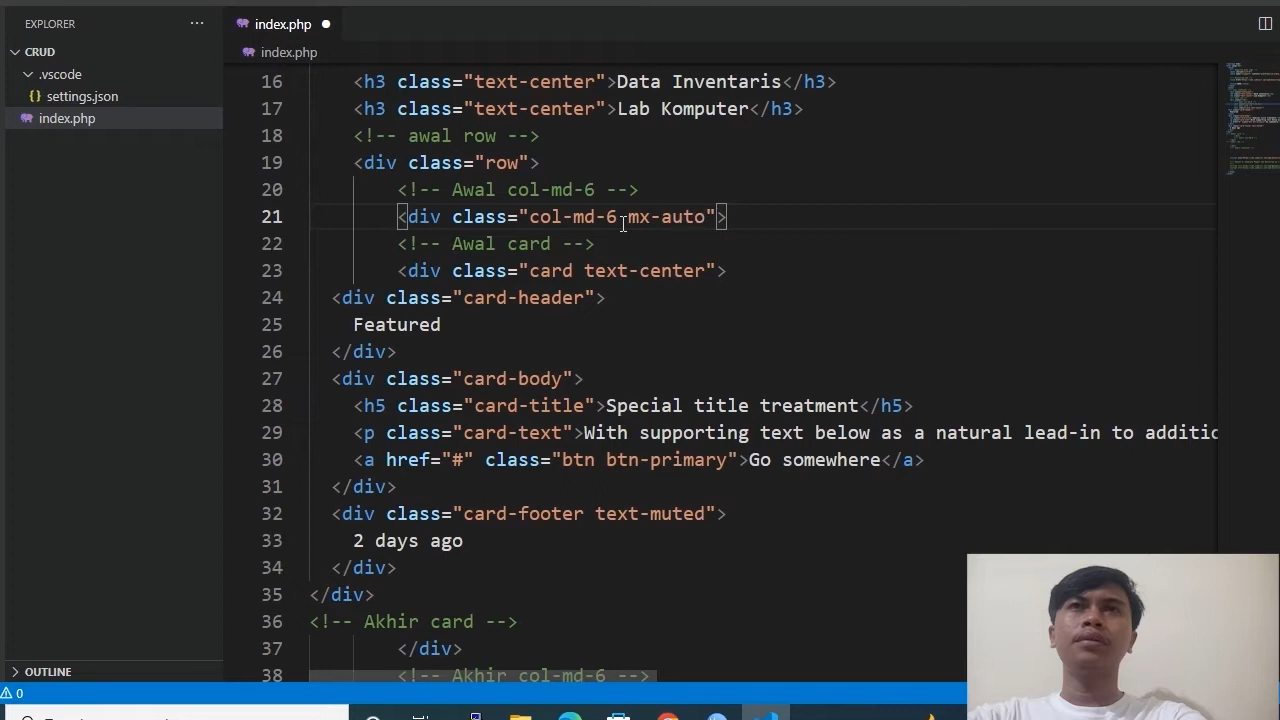 EXPLORER
...
index.php
CRUD
index.php
.vscode
{} settings.json
index.php
16 <h3 class="text-center">Data Inventaris</h3>
17 <h3 class="text-center">Lab Komputer</h3>
18 <!-- awal row -->
19 <div class="row">
20 <!-- Awal col-md-6 -->
21 <div class="col-md-6 mx-auto">
22 <!-- Awal card -->
23 <div class="card text-center">
24 <div class="card-header">
25 Featured
26 </div>
27 <div class="card-body">
28 <h5 class="card-title">Special title treatment</h5>
29 <p class="card-text">With supporting text below as a natural lead-in to additic
30 <a href="#" class="btn btn-primary">Go somewhere</a>
31 </div>
32 <div class="card-footer text-muted">
33 2 days ago
34 </div>
35 </div>
36 <!-- Akhir card -->
37 </div>
38 <!-- Akhir col-md-6 -->
OUTLINE
0